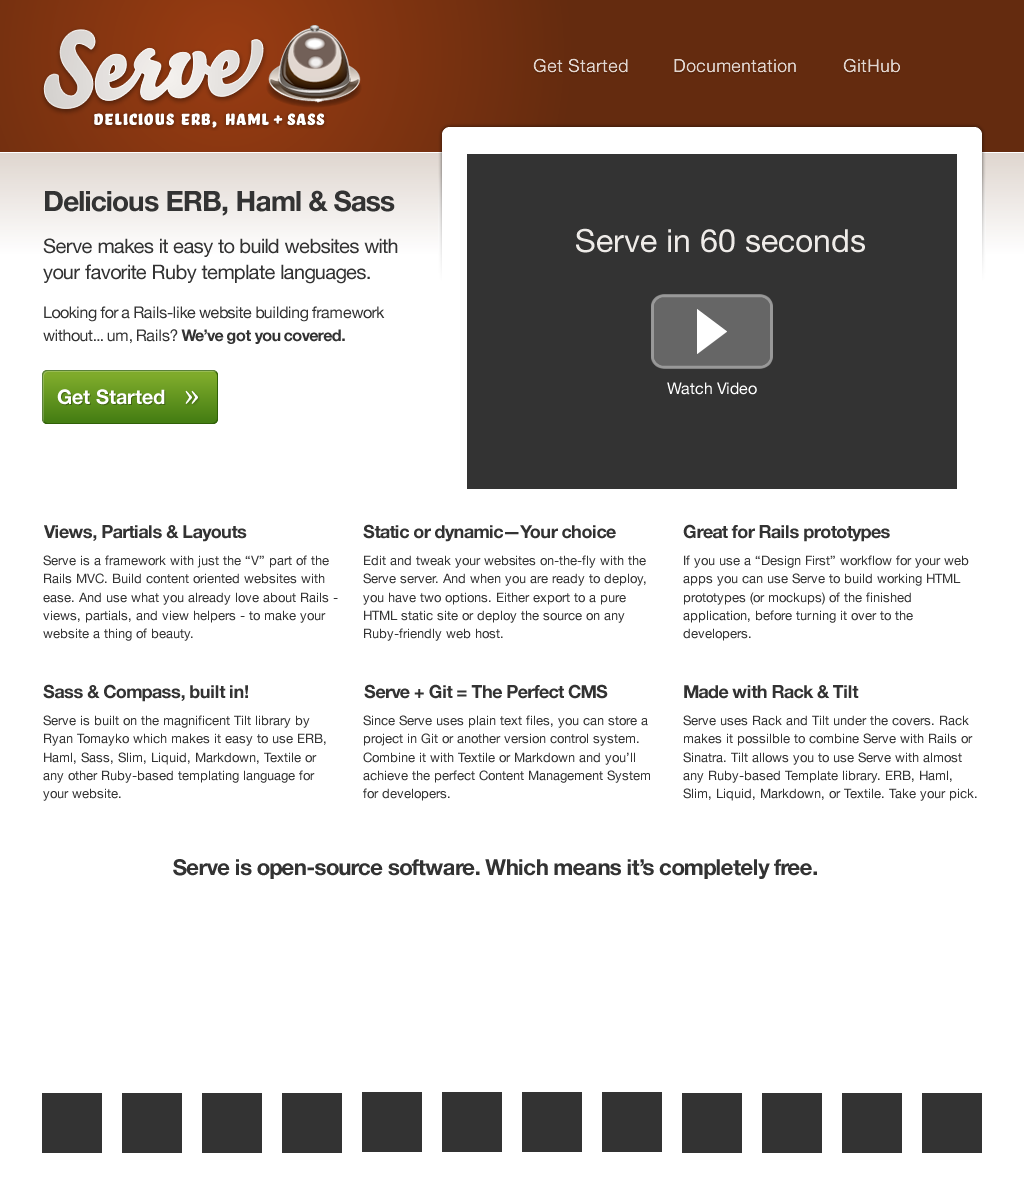 Serve
DELICIOUS ERB, HAML + SASS
Get Started
Documentation
GitHub
Delicious ERB, Haml & Sass
Serve makes it easy to build websites with
your favorite Ruby template languages.
Looking for a Rails-like website building framework
without... um, Rails? We’ve got you covered.
Get Started »
Serve in 60 seconds
Watch Video
Views, Partials & Layouts
Serve is a framework with just the “V” part of the
Rails MVC. Build content oriented websites with
ease. And use what you already love about Rails -
views, partials, and view helpers - to make your
website a thing of beauty.
Static or dynamic—Your choice
Edit and tweak your websites on-the-fly with the
Serve server. And when you are ready to deploy,
you have two options. Either export to a pure
HTML static site or deploy the source on any
Ruby-friendly web host.
Great for Rails prototypes
If you use a “Design First” workflow for your web
apps you can use Serve to build working HTML
prototypes (or mockups) of the finished
application, before turning it over to the
developers.
Sass & Compass, built in!
Serve is built on the magnificent Tilt library by
Ryan Tomayko which makes it easy to use ERB,
Haml, Sass, Slim, Liquid, Markdown, Textile or
any other Ruby-based templating language for
your website.
Serve + Git = The Perfect CMS
Since Serve uses plain text files, you can store a
project in Git or another version control system.
Combine it with Textile or Markdown and you’ll
achieve the perfect Content Management System
for developers.
Made with Rack & Tilt
Serve uses Rack and Tilt under the covers. Rack
makes it possilble to combine Serve with Rails or
Sinatra. Tilt allows you to use Serve with almost
any Ruby-based Template library. ERB, Haml,
Slim, Liquid, Markdown, or Textile. Take your pick.
Serve is open-source software. Which means it’s completely free.